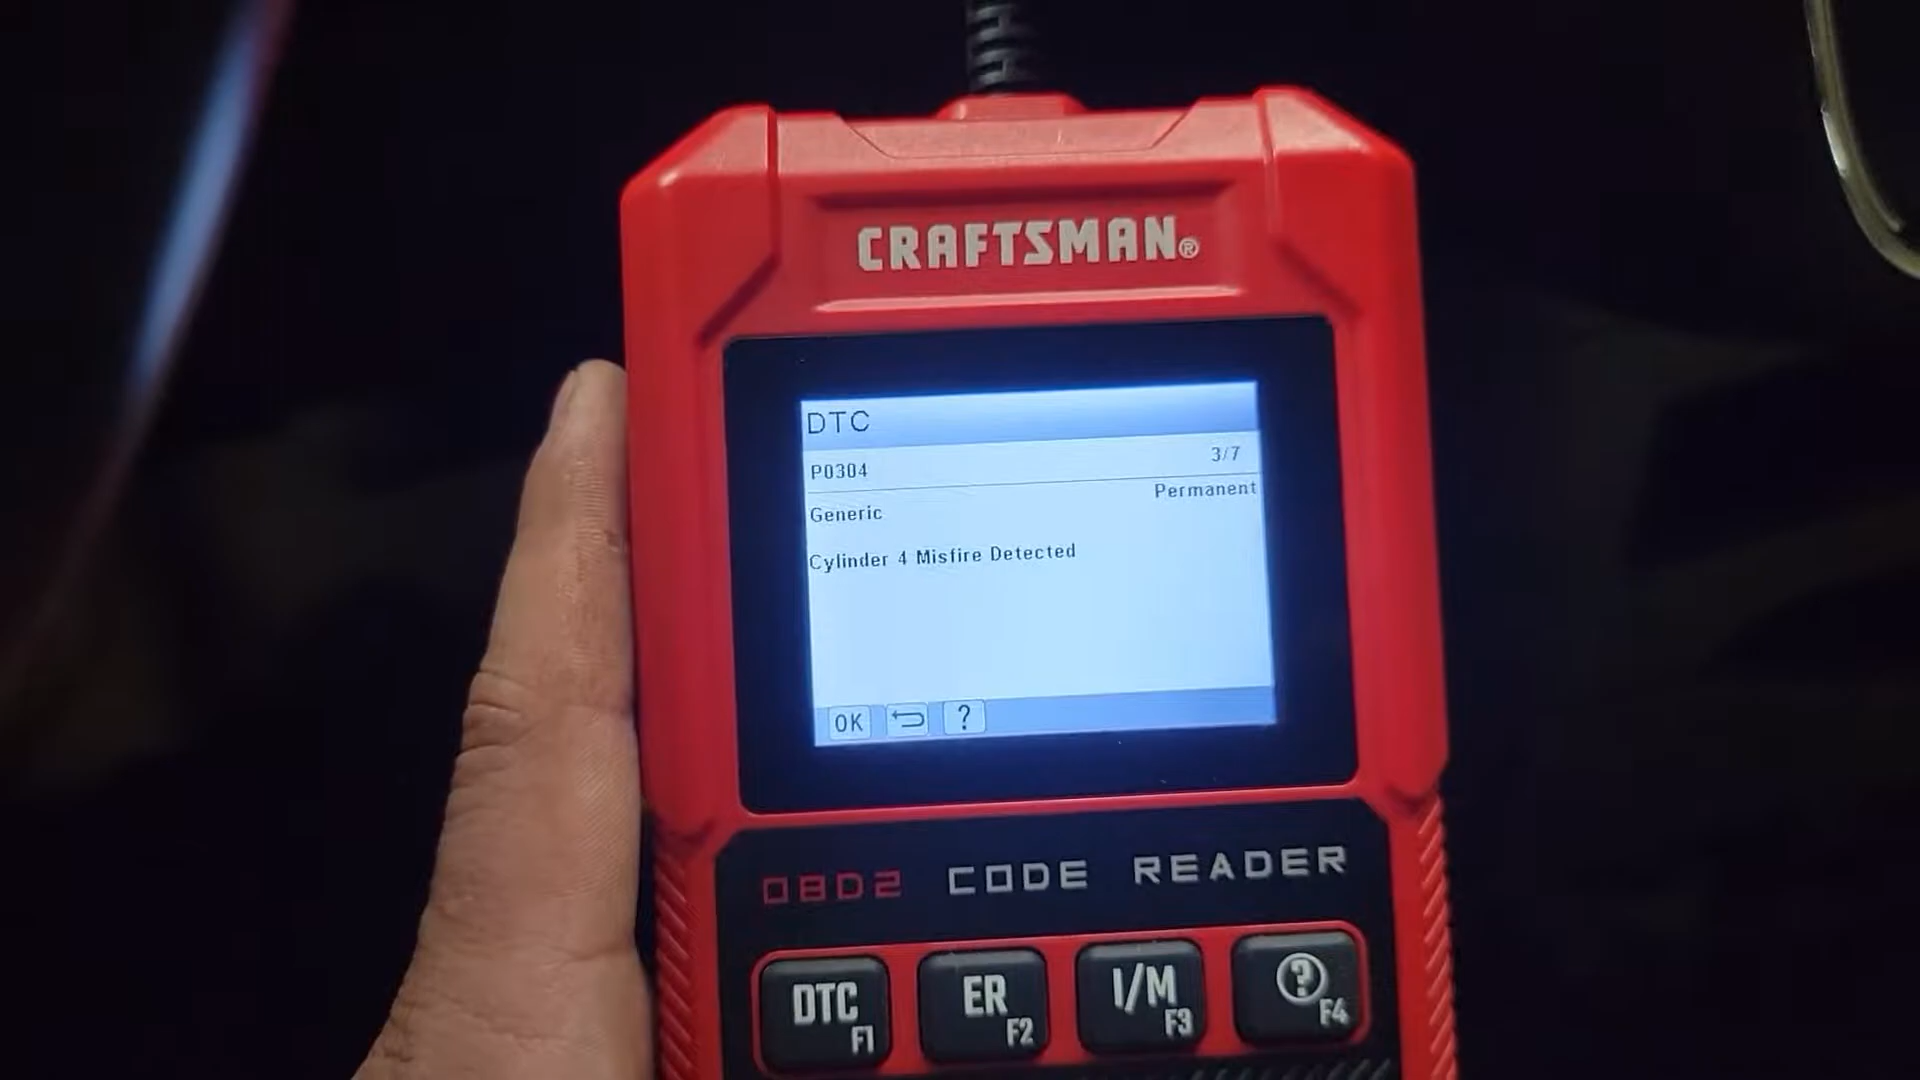 CRAFTSMAN®
DTC
P0304 3/7
Permanent
Generic
Cylinder 4 Misfire Detected
OK ?
OBD2 CODE READER
DTC ER I/M ?
F1 F2 F3 F4